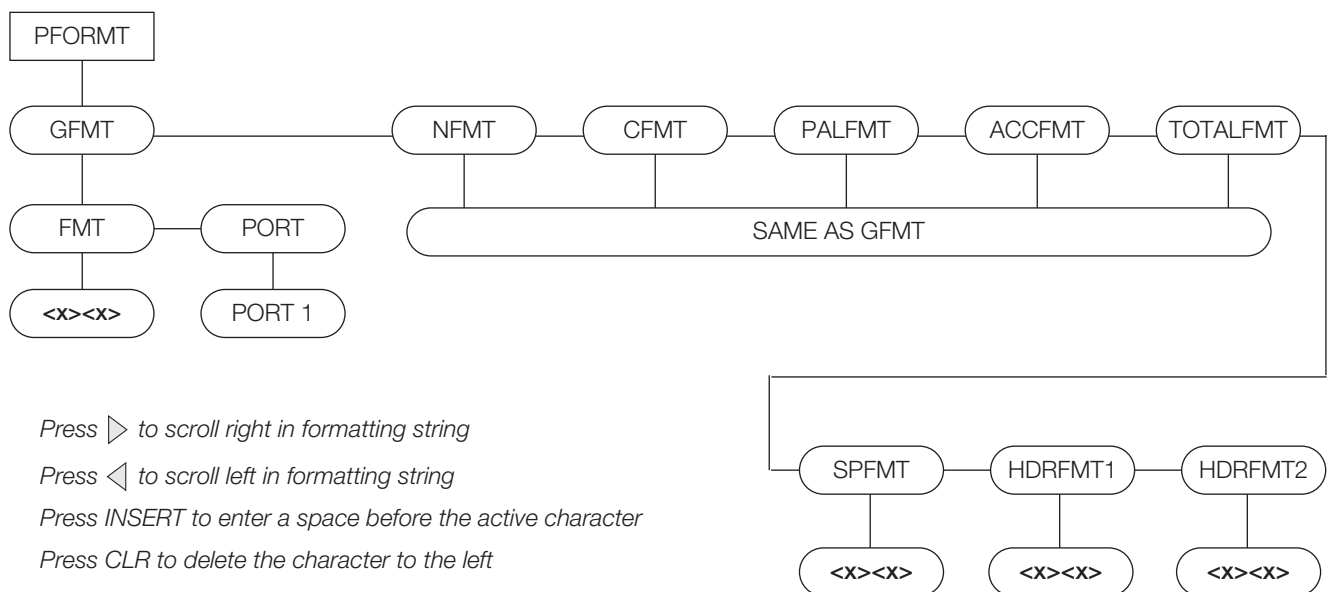 PFORMT
GFMT
NFMT
CFMT
PALFMT
ACCFMT
TOTALFMT
FMT
PORT
SAME AS GFMT
<x><x>
PORT 1
Press to scroll right in formatting string
Press to scroll left in formatting string
Press INSERT to enter a space before the active character
Press CLR to delete the character to the left
SPFMT
HDRFMT1
HDRFMT2
<x><x>
<x><x>
<x><x>